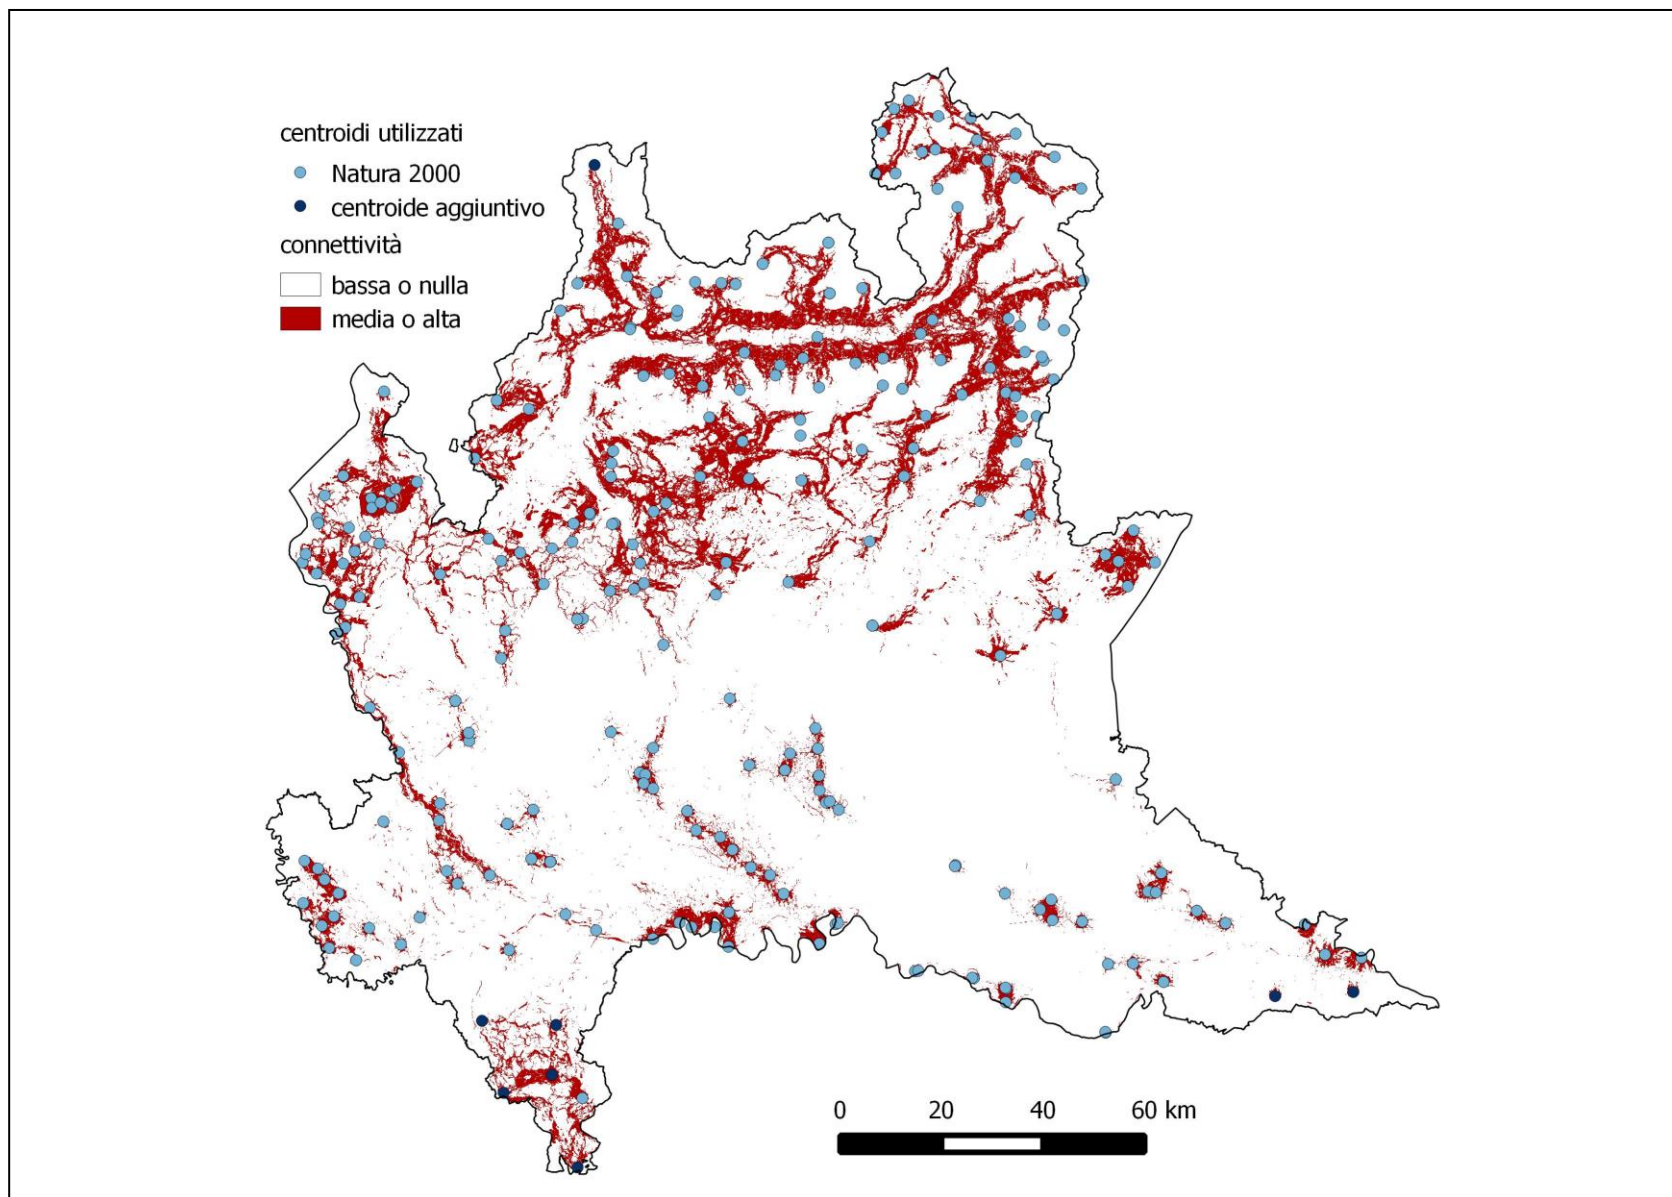 centroidi utilizzati
Natura 2000
centroide aggiuntivo
connettività
bassa o nulla
media o alta
0 20 40 60 km